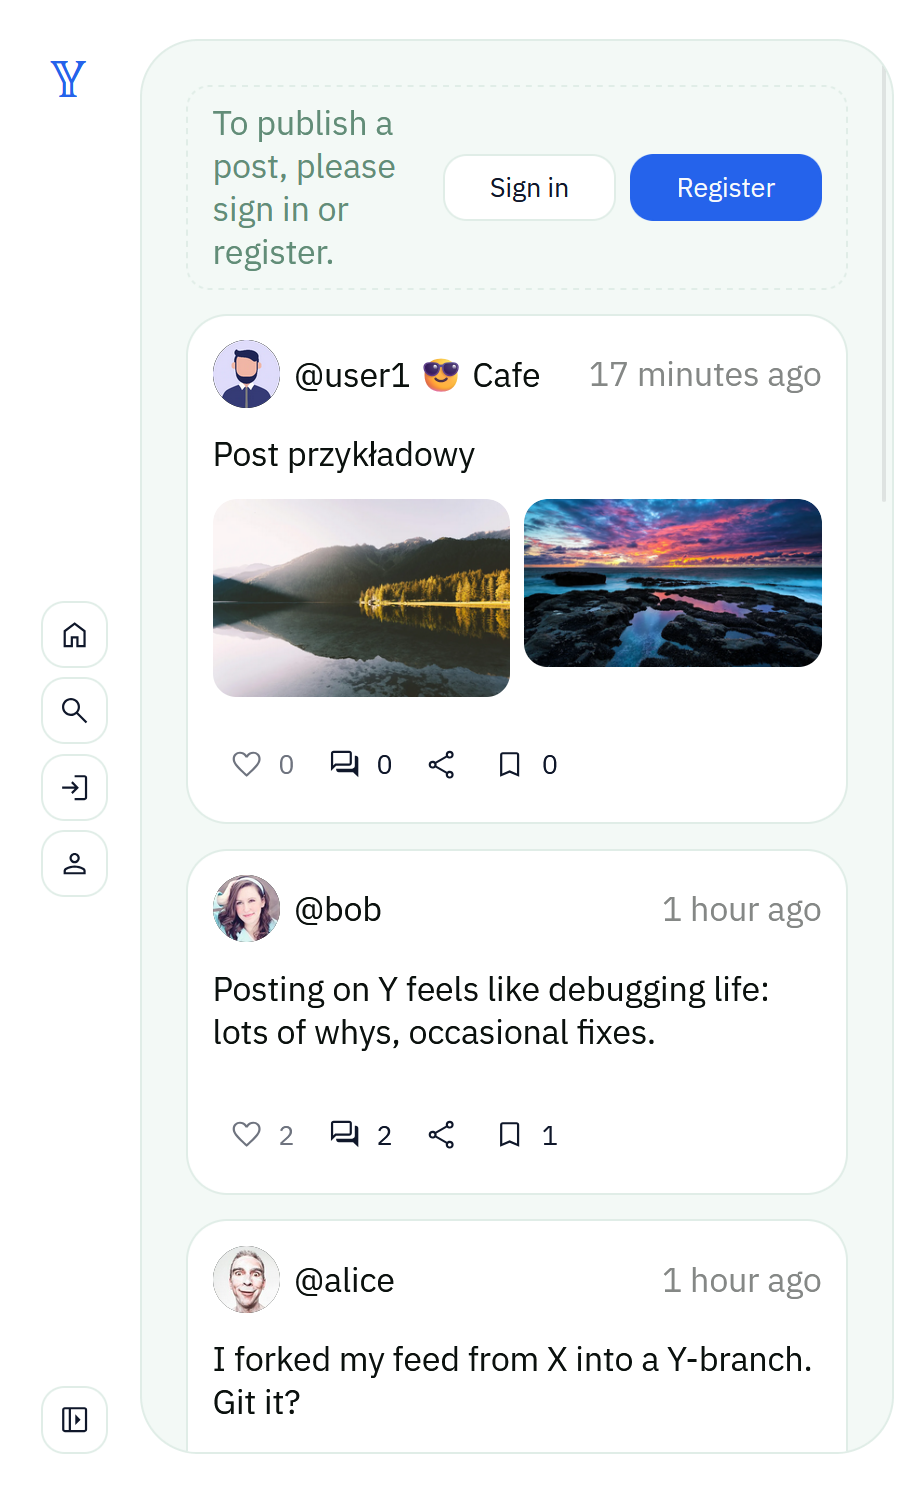 Y
To publish a
post, please
sign in or
register.
Sign in
Register
@user1 😎 Cafe
17 minutes ago
Post przykładowy
0
0
0
@bob
1 hour ago
Posting on Y feels like debugging life:
lots of whys, occasional fixes.
2
2
1
@alice
1 hour ago
I forked my feed from X into a Y-branch.
Git it?